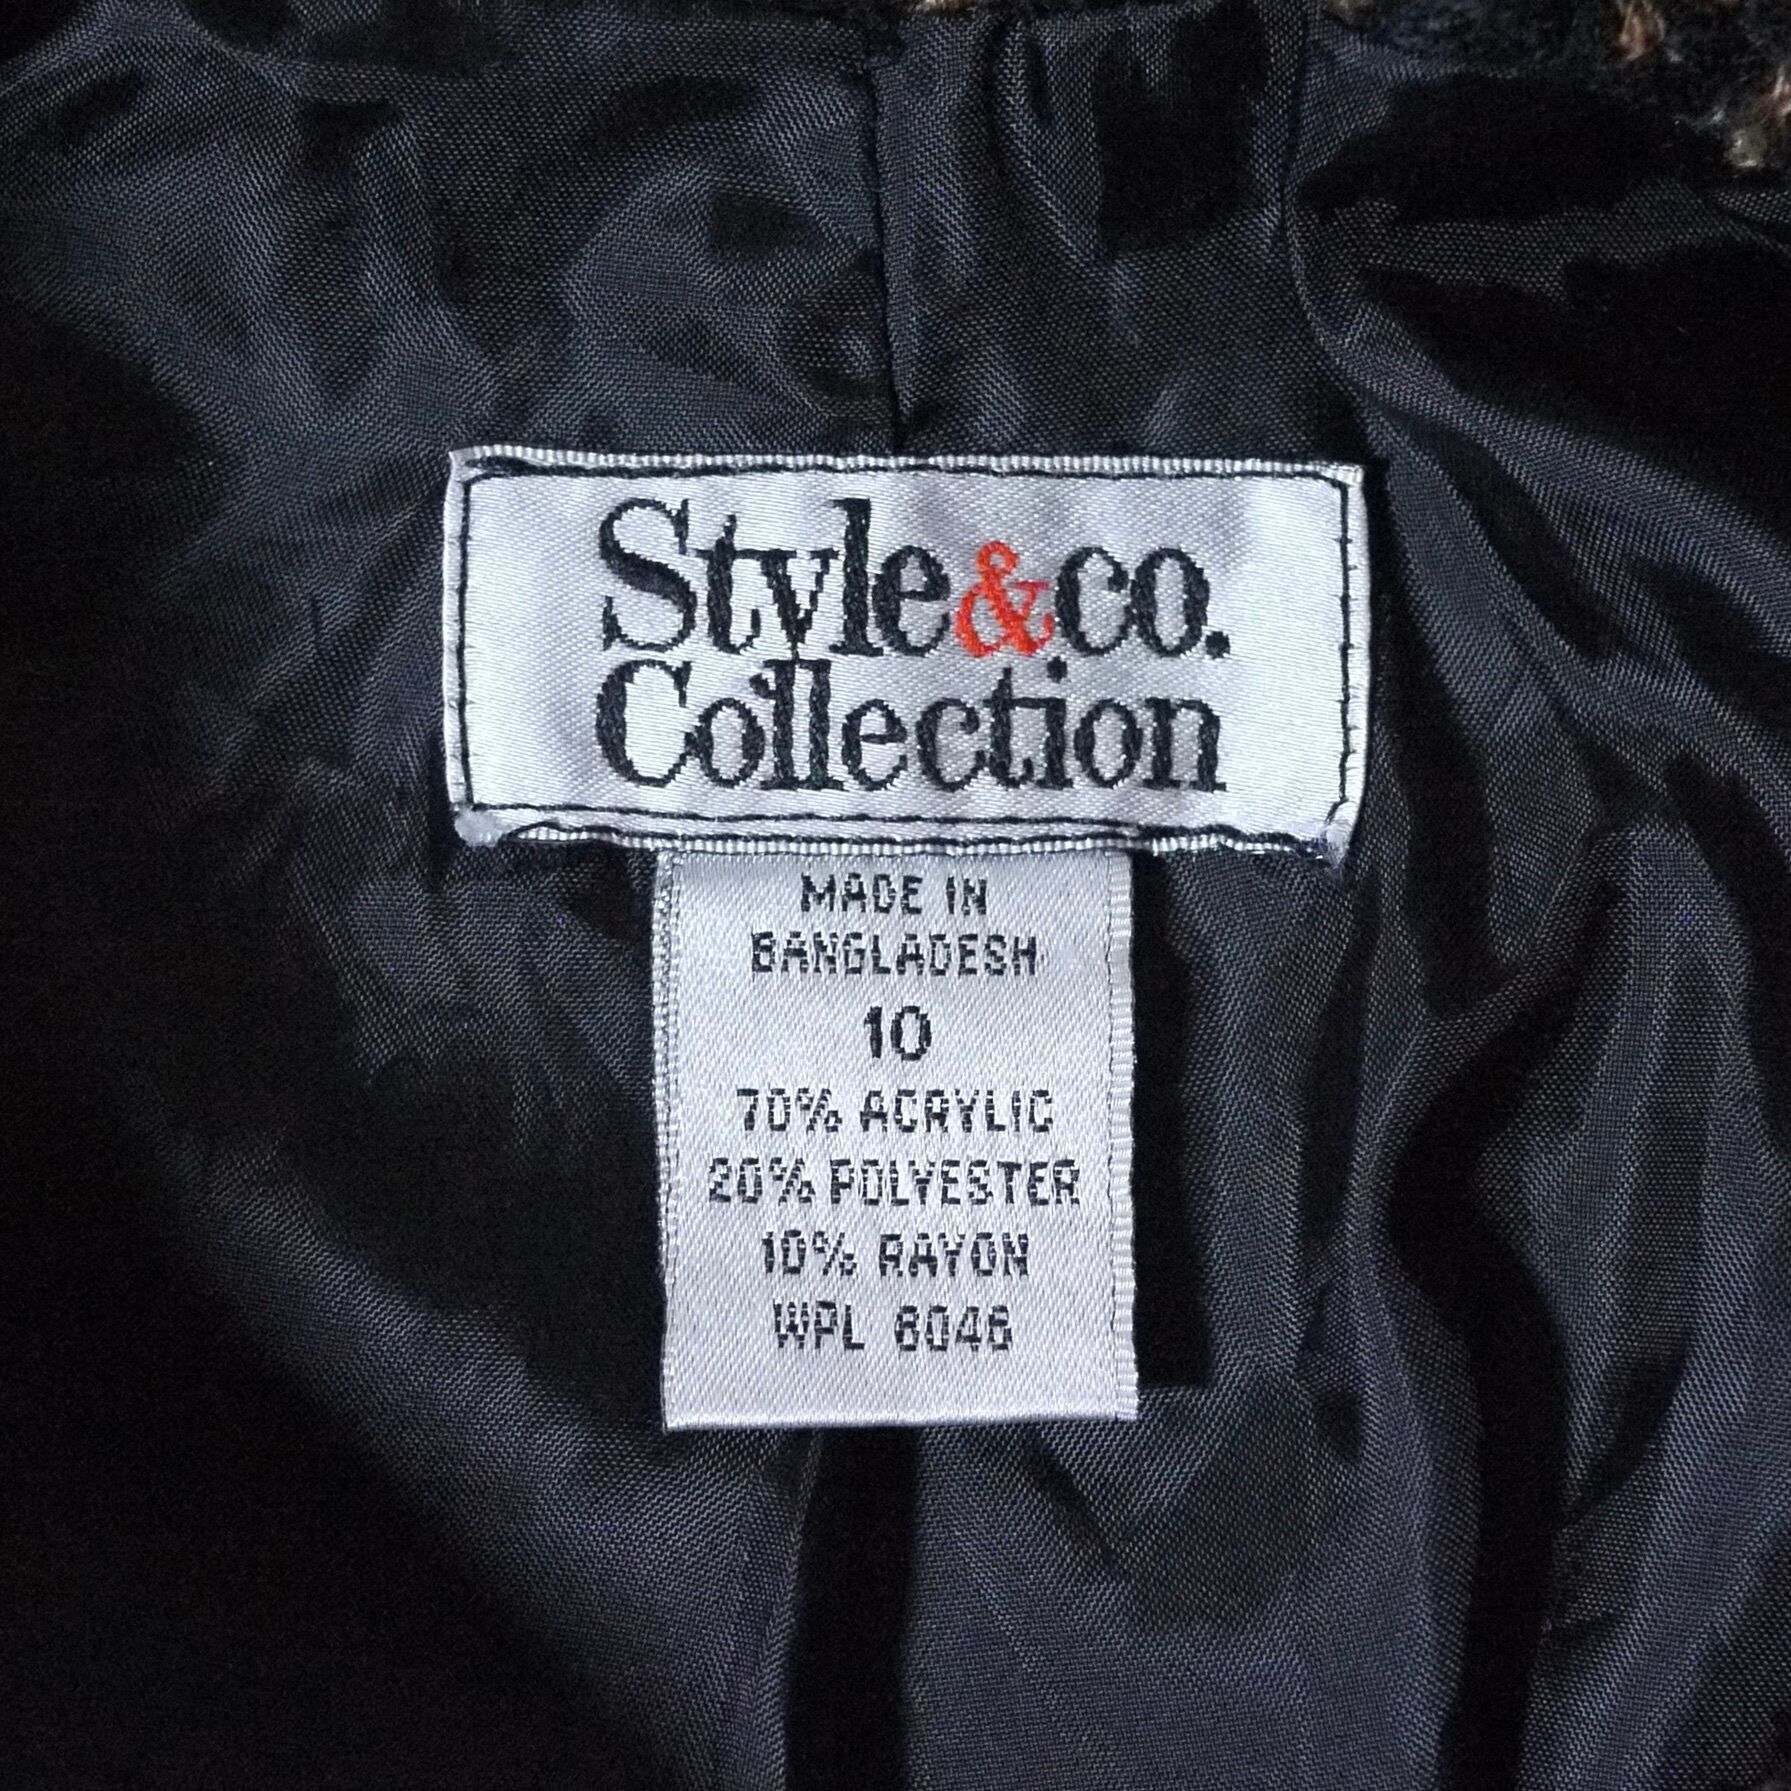 Style&co.
Collection
MADE IN
BANGLADESH
10
70% ACRYLIC
20% POLYESTER
10% RAYON
WPL 6046